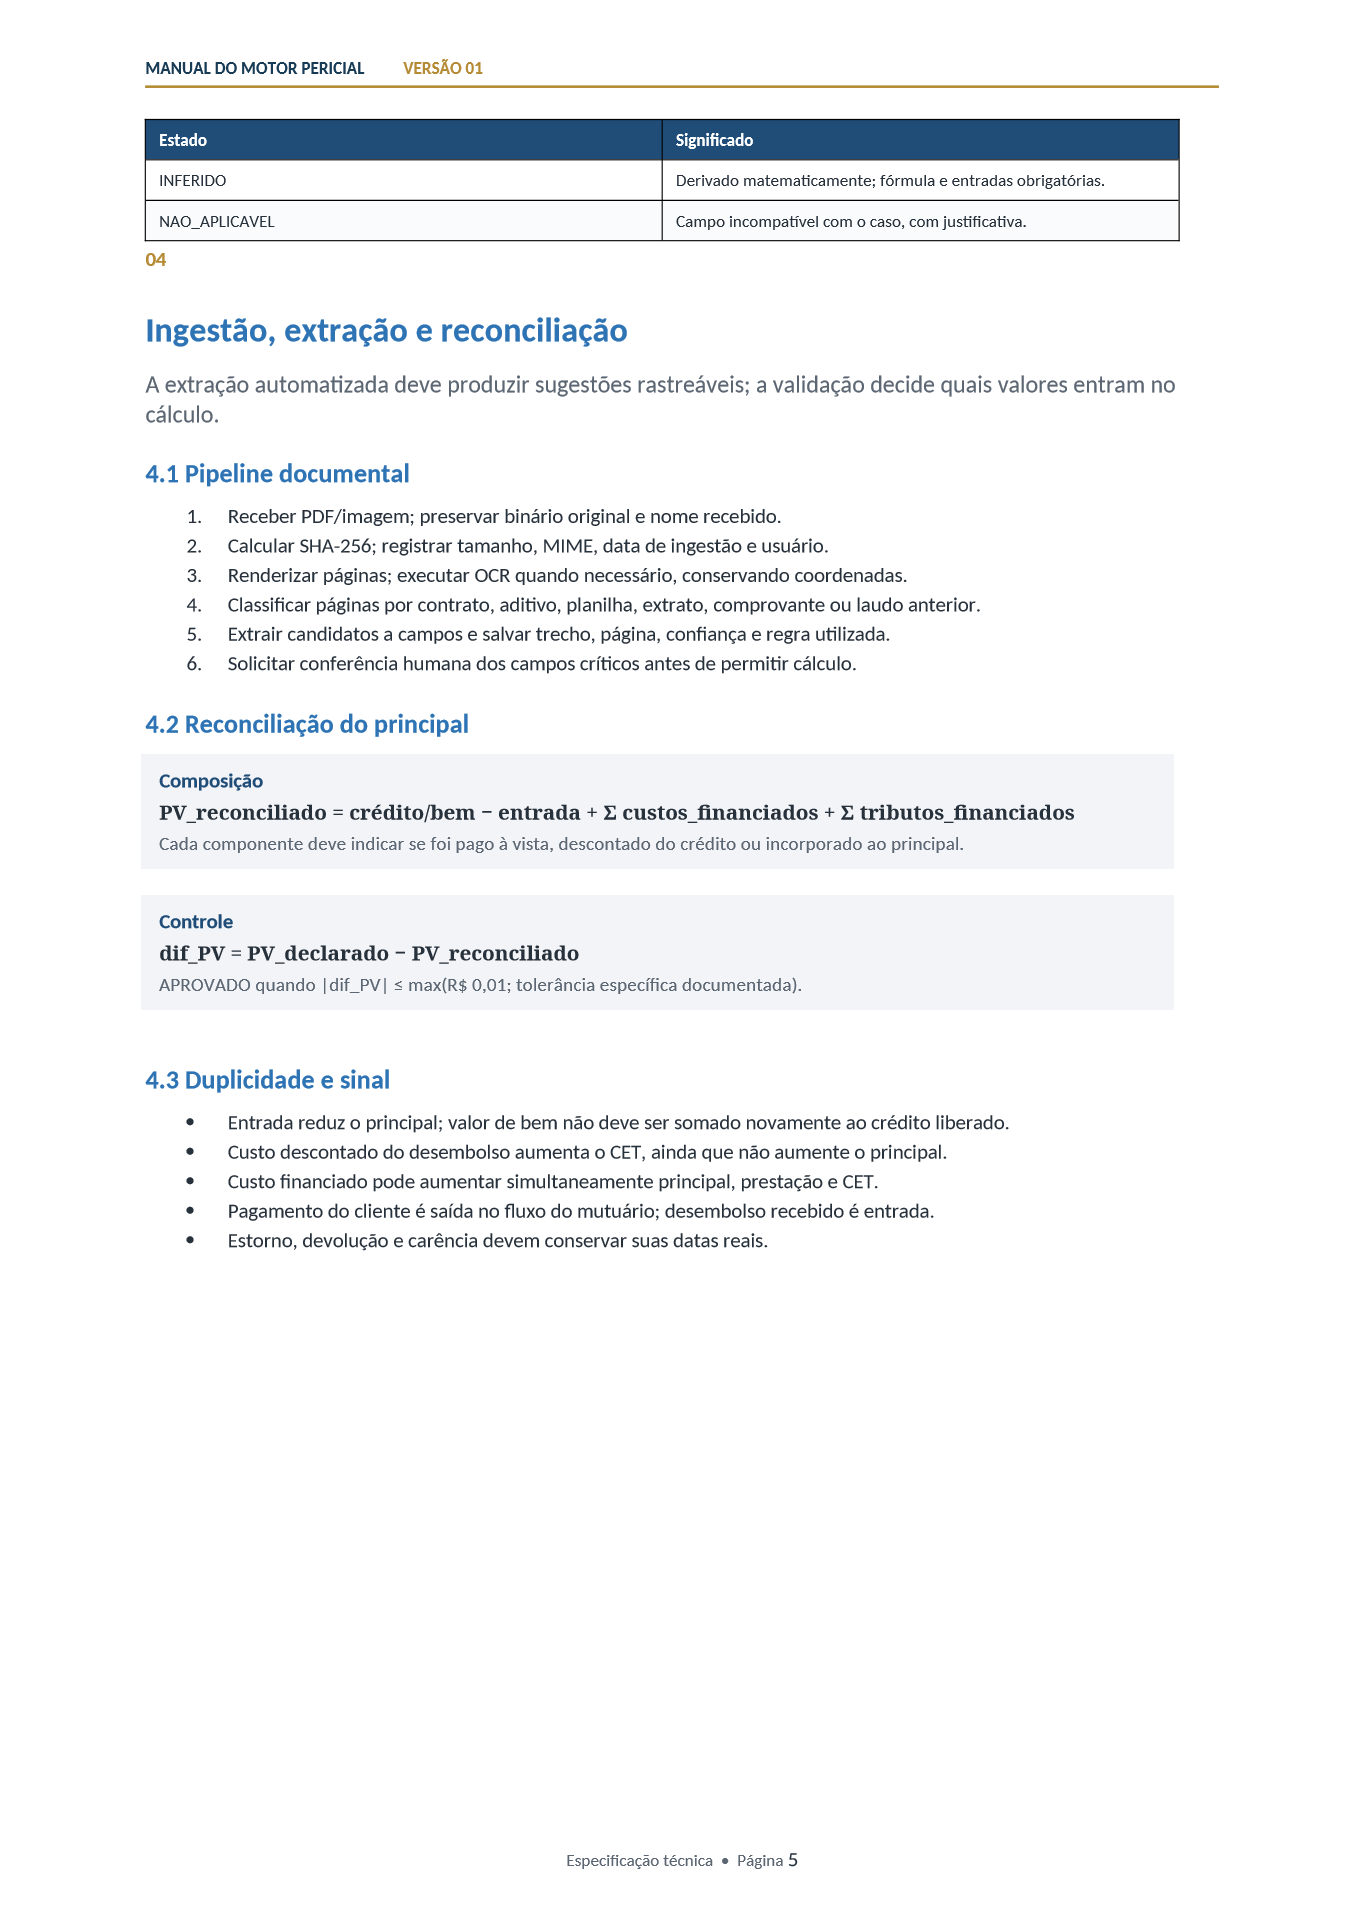 MANUAL DO MOTOR PERICIAL VERSÃO 01
Estado Significado
INFERIDO Derivado matematicamente; fórmula e entradas obrigatórias.
NAO_APLICAVEL Campo incompatível com o caso, com justificativa.
04
Ingestão, extração e reconciliação
A extração automatizada deve produzir sugestões rastreáveis; a validação decide quais valores entram no
cálculo.
4.1 Pipeline documental
1. Receber PDF/imagem; preservar binário original e nome recebido.
2. Calcular SHA-256; registrar tamanho, MIME, data de ingestão e usuário.
3. Renderizar páginas; executar OCR quando necessário, conservando coordenadas.
4. Classificar páginas por contrato, aditivo, planilha, extrato, comprovante ou laudo anterior.
5. Extrair candidatos a campos e salvar trecho, página, confiança e regra utilizada.
6. Solicitar conferência humana dos campos críticos antes de permitir cálculo.
4.2 Reconciliação do principal
Composição
PV_reconciliado = crédito/bem − entrada + Σ custos_financiados + Σ tributos_financiados
Cada componente deve indicar se foi pago à vista, descontado do crédito ou incorporado ao principal.
Controle
dif_PV = PV_declarado − PV_reconciliado
APROVADO quando |dif_PV| ≤ max(R$ 0,01; tolerância específica documentada).
4.3 Duplicidade e sinal
• Entrada reduz o principal; valor de bem não deve ser somado novamente ao crédito liberado.
• Custo descontado do desembolso aumenta o CET, ainda que não aumente o principal.
• Custo financiado pode aumentar simultaneamente principal, prestação e CET.
• Pagamento do cliente é saída no fluxo do mutuário; desembolso recebido é entrada.
• Estorno, devolução e carência devem conservar suas datas reais.
Especificação técnica • Página 5